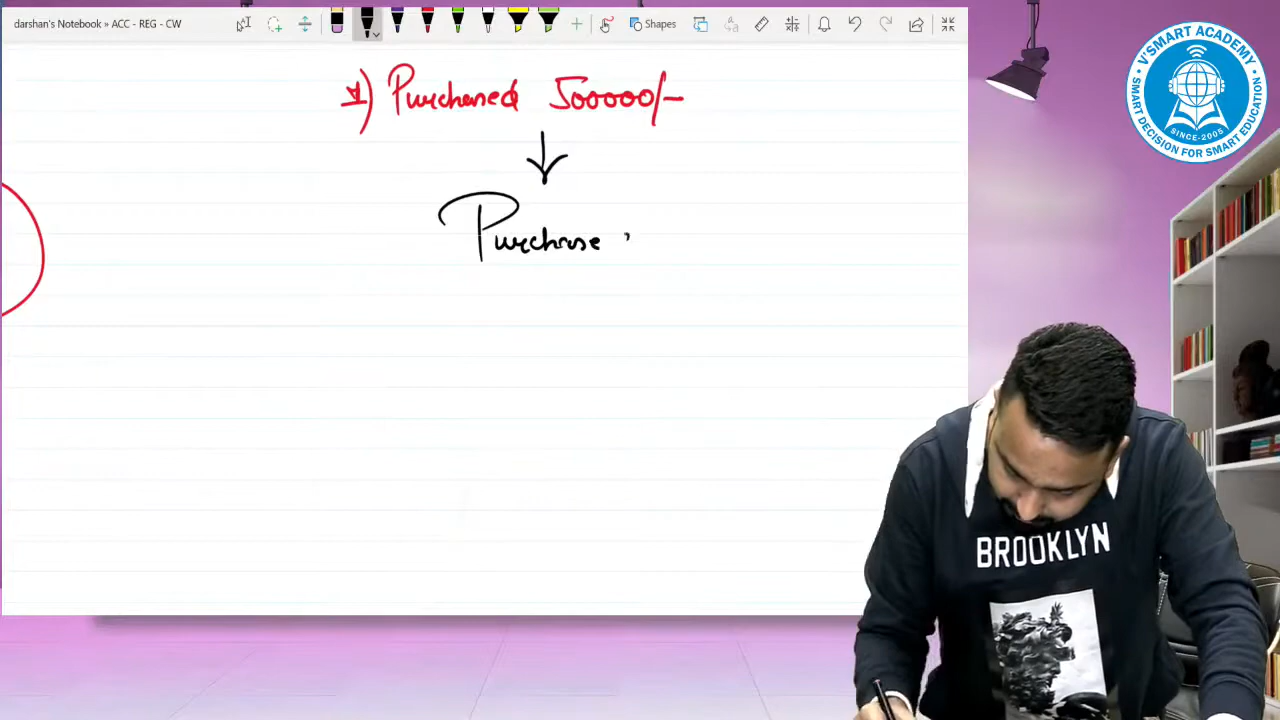 darshan's Notebook » ACC - REG - CW
Shapes
1) Purchased 500000/-
Purchase
V'SMART ACADEMY
SINCE-2005
SMART DECISION FOR SMART EDUCATION
BROOKLYN